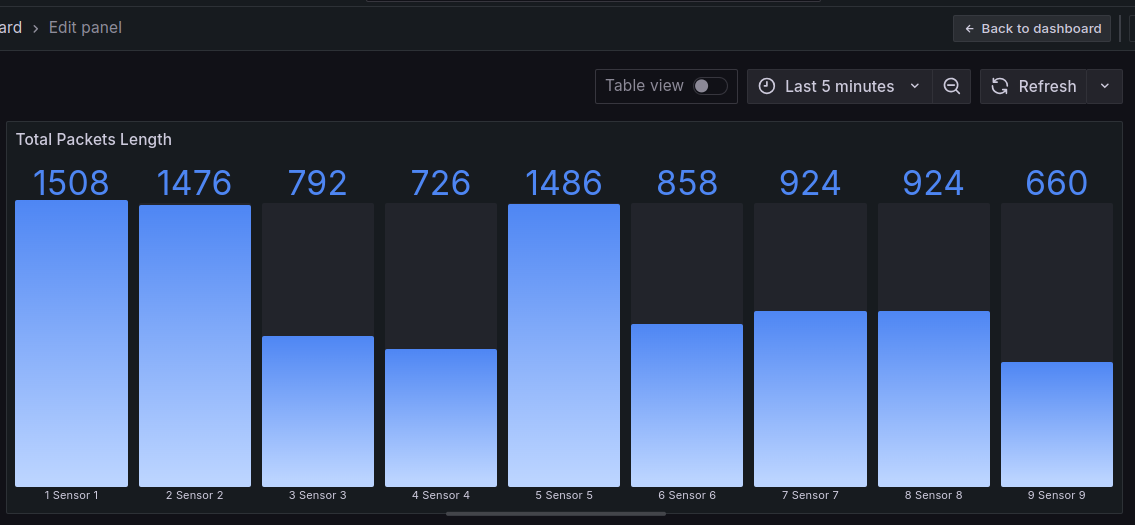 ard › Edit panel
← Back to dashboard
Table view
Last 5 minutes
Refresh
Total Packets Length
1508 1476 792 726 1486 858 924 924 660
1 Sensor 1 2 Sensor 2 3 Sensor 3 4 Sensor 4 5 Sensor 5 6 Sensor 6 7 Sensor 7 8 Sensor 8 9 Sensor 9